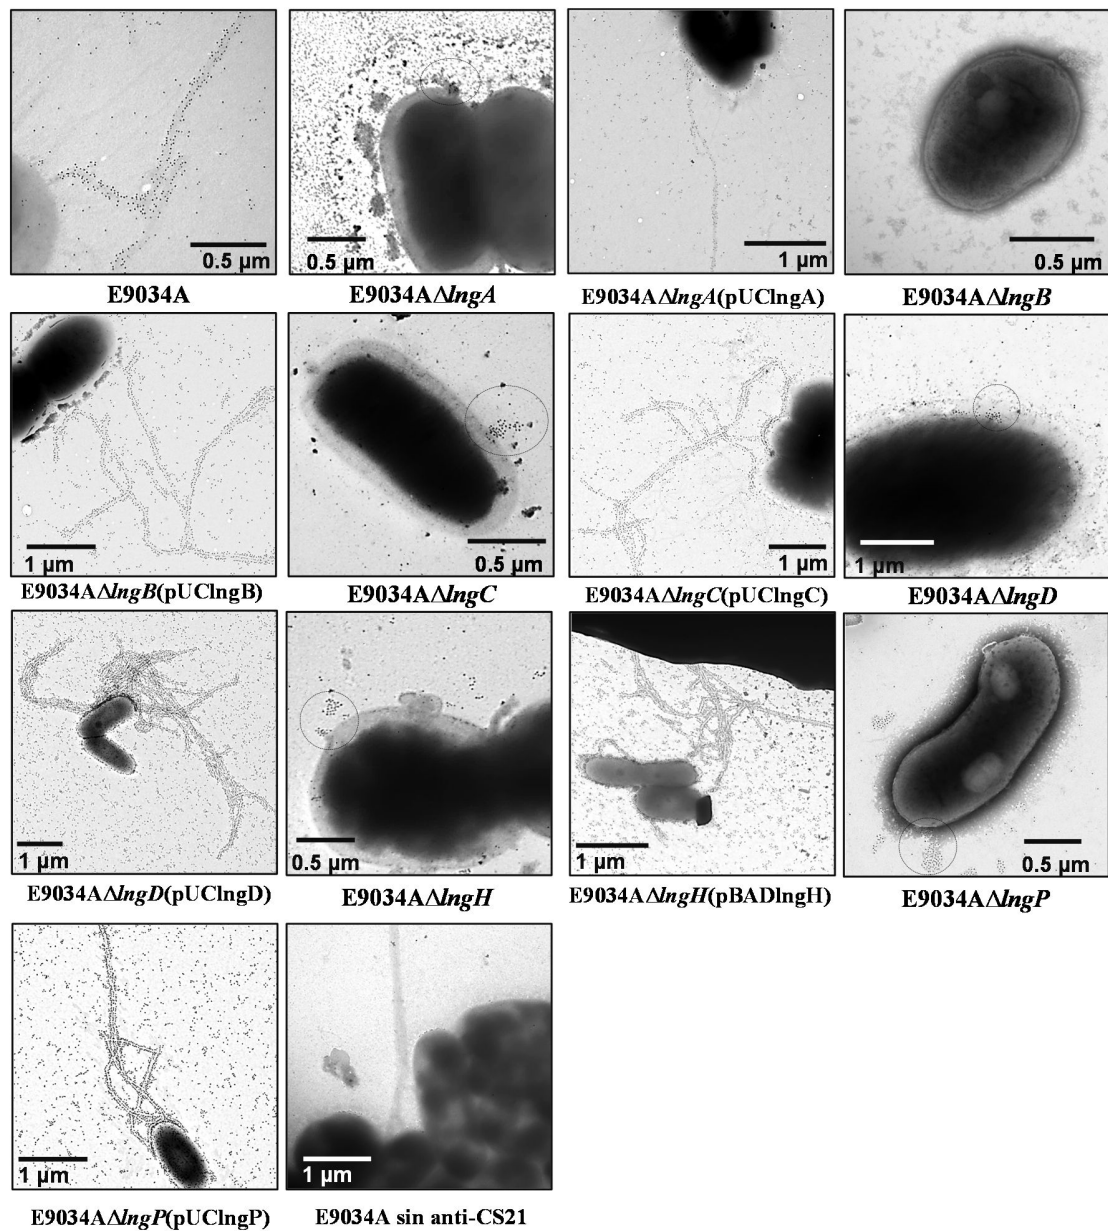 0.5 µm
0.5 µm
1 µm
0.5 µm
E9034A
E9034AΔlngA
E9034AΔlngA(pUClngA)
E9034AΔlngB
1 µm
0.5 µm
1 µm
1 µm
E9034AΔlngB(pUClngB)
E9034AΔlngC
E9034AΔlngC(pUClngC)
E9034AΔlngD
1 µm
0.5 µm
1 µm
0.5 µm
E9034AΔlngD(pUClngD)
E9034AΔlngH
E9034AΔlngH(pBADlngH)
E9034AΔlngP
1 µm
1 µm
E9034AΔlngP(pUClngP)
E9034A sin anti-CS21